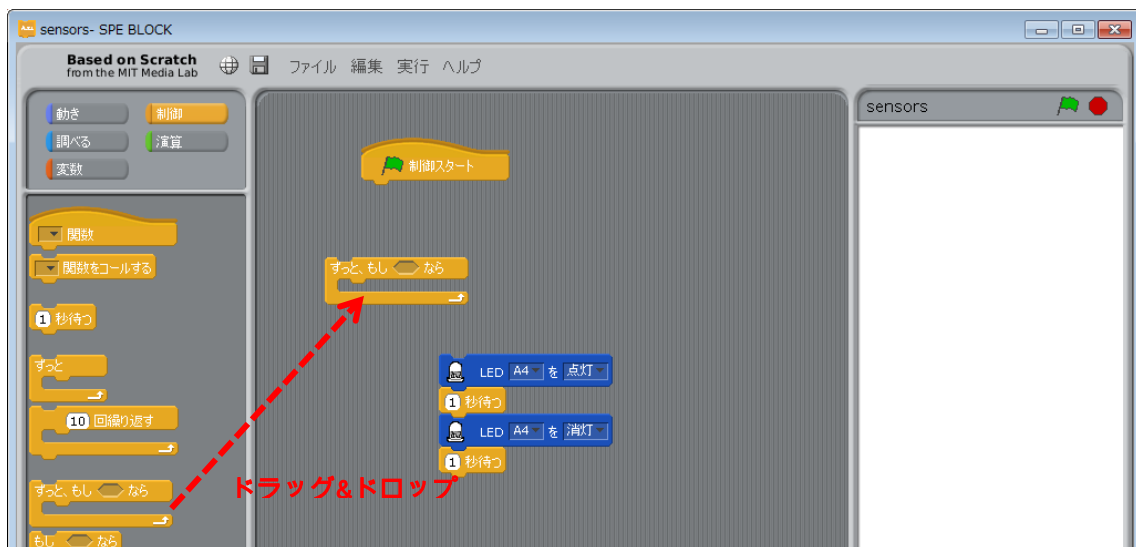 sensors- SPE BLOCK
Based on Scratch
from the MIT Media Lab
ファイル 編集 実行 ヘルプ
動き 制御
調べる 演算
変数
関数
関数をコールする
1 秒待つ
ずっと
10 回繰り返す
ずっと、もし なら
もし なら
制御スタート
ずっと、もし なら
LED A4 を 点灯
1 秒待つ
LED A4 を 消灯
1 秒待つ
ドラッグ&ドロップ
sensors